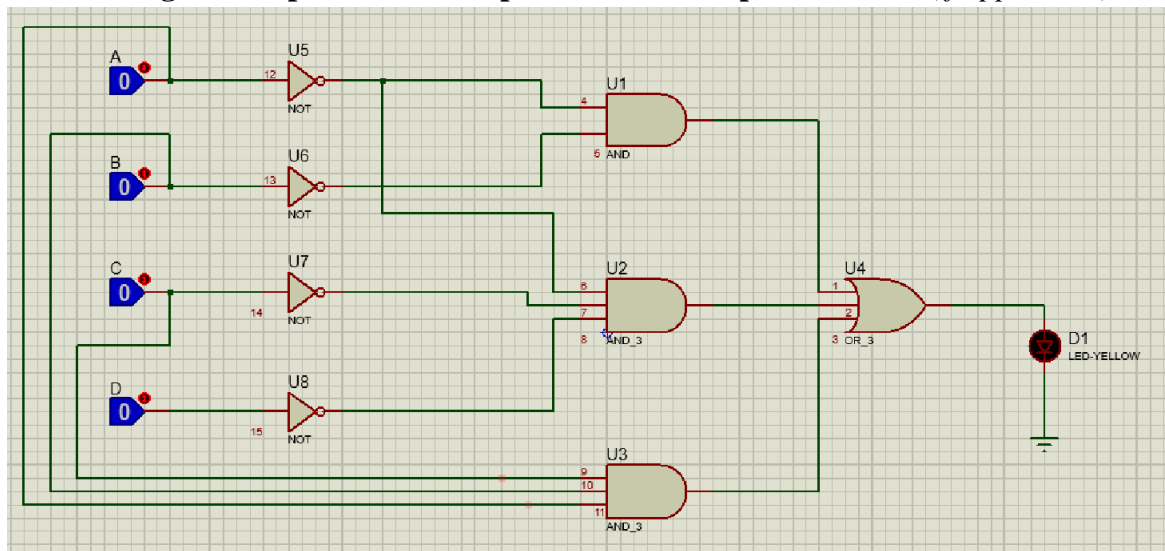 A
0
U5
12
NOT
U1
4
5 AND
B
0
U6
13
NOT
C
0
U7
14
NOT
U2
6
7
8 AND_3
U4
1
2
3 OR_3
D1
LED-YELLOW
D
0
U8
15
NOT
U3
9
10
11
AND_3